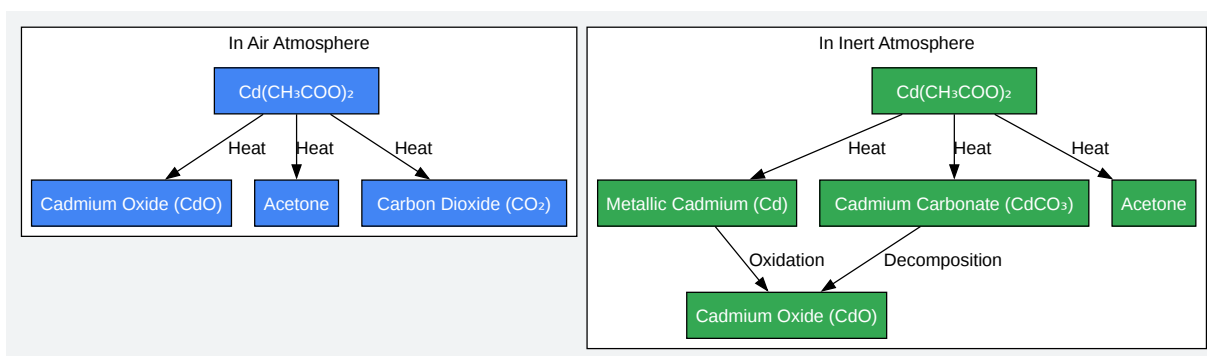 In Air Atmosphere
Cd(CH₃COO)₂
Heat
Heat
Heat
Cadmium Oxide (CdO)
Acetone
Carbon Dioxide (CO₂)
In Inert Atmosphere
Cd(CH₃COO)₂
Heat
Heat
Heat
Metallic Cadmium (Cd)
Cadmium Carbonate (CdCO₃)
Acetone
Oxidation
Decomposition
Cadmium Oxide (CdO)